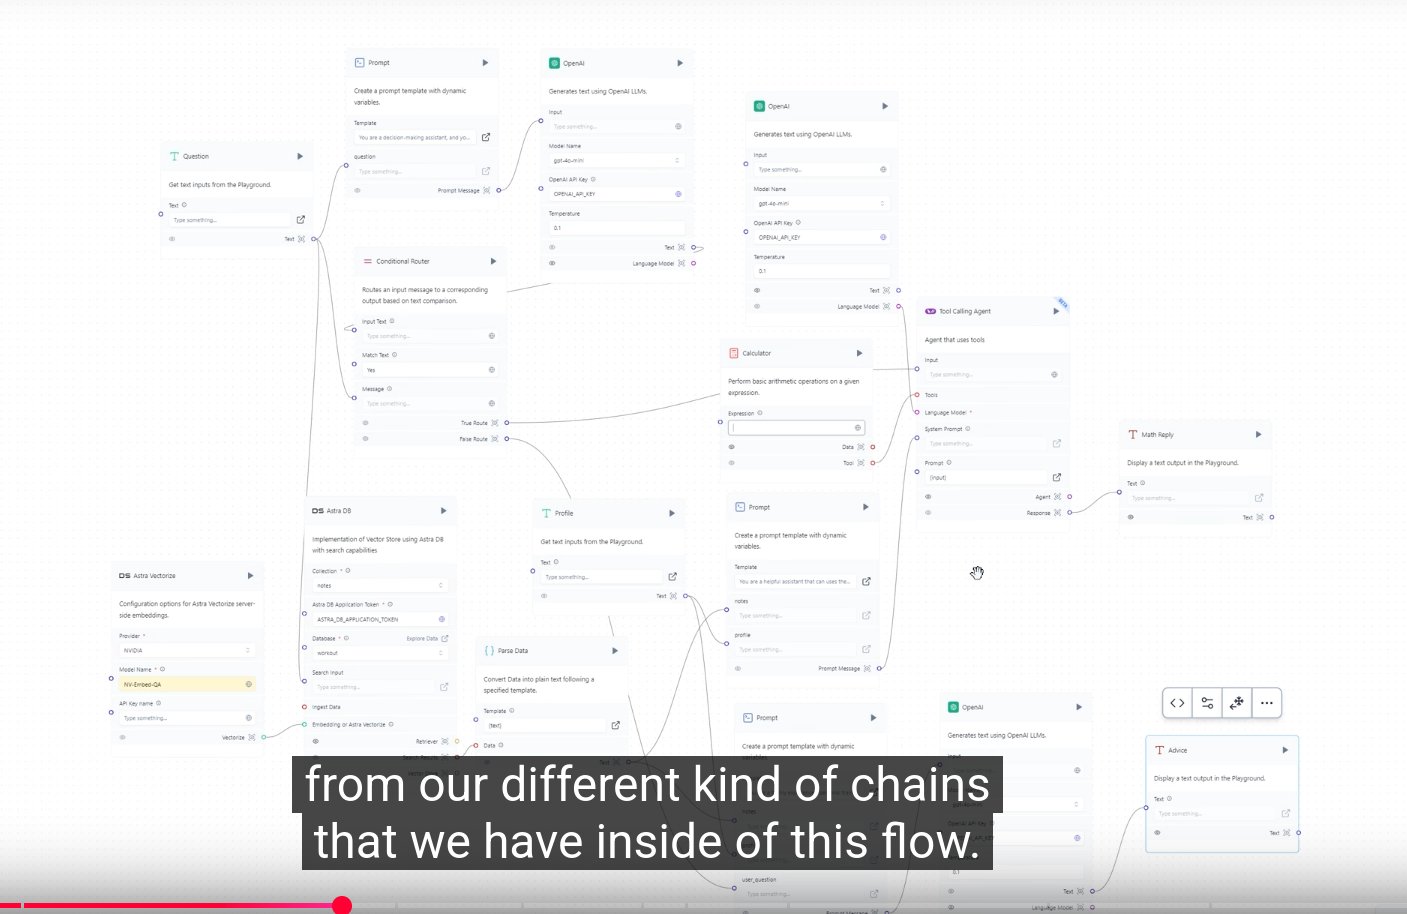 Prompt
Create a prompt template with dynamic
variables.
Template
You are a decision-making assistant, and yo...
question
Type something...
Prompt Message
OpenAI
Generates text using OpenAI LLMs.
Input
Type something...
Model Name
gpt-4o-mini
OpenAI API Key
OPENAI_API_KEY
Temperature
0.1
Text
Language Model
OpenAI
Generates text using OpenAI LLMs.
Input
Type something...
Model Name
gpt-4o-mini
OpenAI API Key
OPENAI_API_KEY
Temperature
0.1
Text
Language Model
Question
Get text inputs from the Playground.
Text
Type something...
Text
Conditional Router
Routes an input message to a corresponding
output based on text comparison.
Input Text
Type something...
Match Text
Yes
Message
Type something...
True Route
False Route
Calculator
Perform basic arithmetic operations on a given
expression.
Expression
Data
Tool
BETA
Tool Calling Agent
Agent that uses tools
Input
Type something...
Tools
Language Model *
System Prompt
Type something...
Prompt
{input}
Agent
Response
Math Reply
Display a text output in the Playground.
Text
Type something...
Text
DS Astra DB
Implementation of Vector Store using Astra DB
with search capabilities
Collection *
notes
Astra DB Application Token *
ASTRA_DB_APPLICATION_TOKEN
Database *
Explore Data
workout
Search Input
Type something...
Ingest Data
Embedding or Astra Vectorize
Retriever
Search Results
DS Astra Vectorize
Configuration options for Astra Vectorize server-
side embeddings.
Provider *
NVIDIA
Model Name *
NV-Embed-QA
API Key name
Type something...
Vectorize
Profile
Get text inputs from the Playground.
Text
Type something...
Text
Parse Data
Convert Data into plain text following a
specified template.
Template
{text}
Data
Text
Prompt
Create a prompt template with dynamic
variables.
Template
You are a helpful assistant that can uses the...
notes
Type something...
profile
Type something...
Prompt Message
Prompt
Create a prompt template with dynamic
notes
user_question
Type something...
Prompt Message
OpenAI
Generates text using OpenAI LLMs.
Input
gpt-4o-mini
OpenAI API Key
0.1
Text
Language Model
Advice
Display a text output in the Playground.
Text
Type something...
Text
from our different kind of chains
that we have inside of this flow.